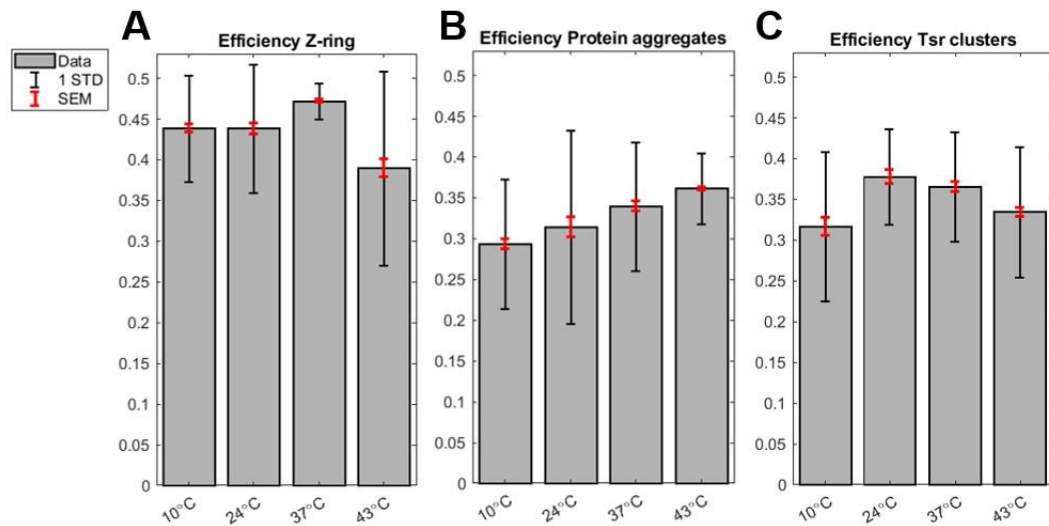 A
Efficiency Z-ring
B
Efficiency Protein aggregates
C
Efficiency Tsr clusters
Data
1 STD
SEM
0.5
0.45
0.4
0.35
0.3
0.25
0.2
0.15
0.1
0.05
0
10°C
24°C
37°C
43°C
0.5
0.45
0.4
0.35
0.3
0.25
0.2
0.15
0.1
0.05
0
10°C
24°C
37°C
43°C
0.5
0.45
0.4
0.35
0.3
0.25
0.2
0.15
0.1
0.05
0
10°C
24°C
37°C
43°C